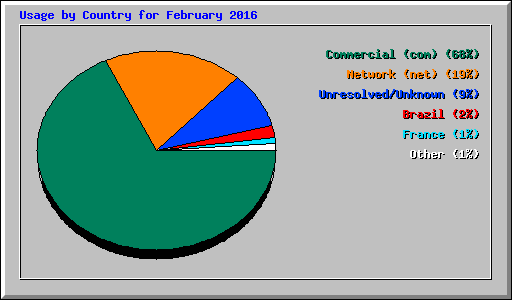 Usage by Country for February 2016
Commercial (com) (68%)
Network (net) (19%)
Unresolved/Unknown (9%)
Brazil (2%)
France (1%)
Other (1%)